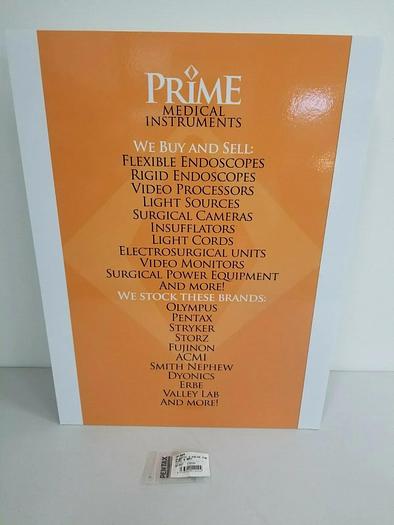 PRIME
MEDICAL
INSTRUMENTS
WE BUY AND SELL:
FLEXIBLE ENDOSCOPES
RIGID ENDOSCOPES
VIDEO PROCESSORS
LIGHT SOURCES
SURGICAL CAMERAS
INSUFFLATORS
LIGHT CORDS
ELECTROSURGICAL UNITS
VIDEO MONITORS
SURGICAL POWER EQUIPMENT
AND MORE!
WE STOCK THESE BRANDS:
OLYMPUS
PENTAX
STRYKER
STORZ
FUJINON
ACMI
SMITH NEPHEW
DYONICS
ERBE
VALLEY LAB
AND MORE!
PENTAX